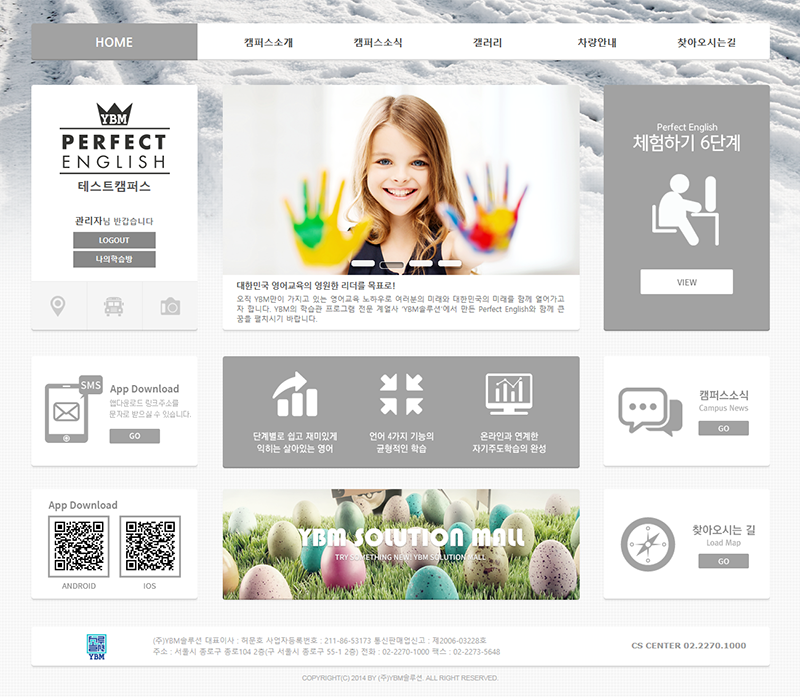 HOME
캠퍼스소개
캠퍼스소식
갤러리
차량안내
찾아오시는길
YBM
PERFECT
ENGLISH
테스트캠퍼스
관리자님 반갑습니다
LOGOUT
나의학습방
대한민국 영어교육의 영원한 리더를 목표로!
오직 YBM만이 가지고 있는 영어교육 노하우로 여러분의 미래와 대한민국의 미래를 함께 열어가고
자 합니다. YBM의 학습관 프로그램 전문 계열사 'YBM솔루션'에서 만든 Perfect English와 함께 큰
꿈을 펼치시기 바랍니다.
Perfect English
체험하기 6단계
VIEW
SMS
App Download
앱다운로드 링크주소를
문자로 받으실 수 있습니다.
GO
단계별로 쉽고 재미있게
익히는 살아있는 영어
언어 4가지 기능의
균형적인 학습
온라인과 연계한
자기주도학습의 완성
캠퍼스소식
Campus News
GO
App Download
ANDROID
IOS
YBM SOLUTION MALL
TRY SOMETHING NEW! YBM SOLUTION MALL
찾아오시는 길
Load Map
GO
YBM
(주)YBM솔루션 대표이사 : 허문호 사업자등록번호 : 211-86-53173 통신판매업신고 : 제2006-03228호
주소 : 서울시 종로구 종로104 2층(구 서울시 종로구 55-1 2층) 전화 : 02-2270-1000 팩스 : 02-2273-5648
CS CENTER 02.2270.1000
COPYRIGHT(C) 2014 BY (주)YBM솔루션. ALL RIGHT RESERVED.